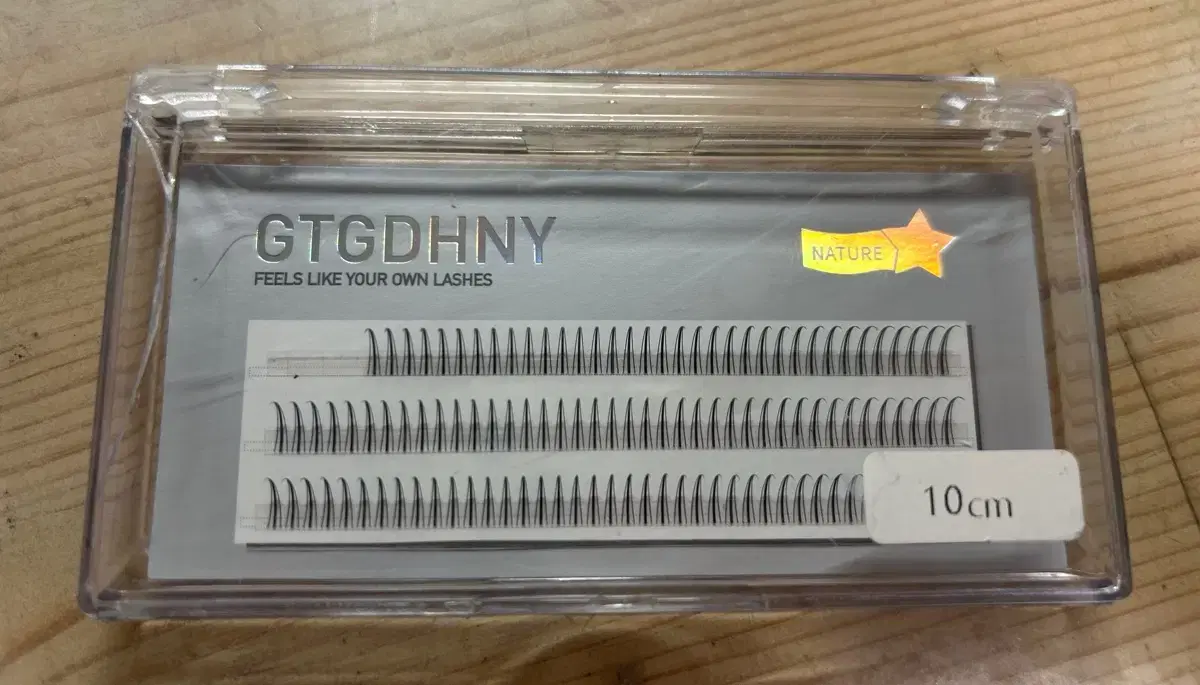 GTGDHNY
FEELS LIKE YOUR OWN LASHES
NATURE
10cm